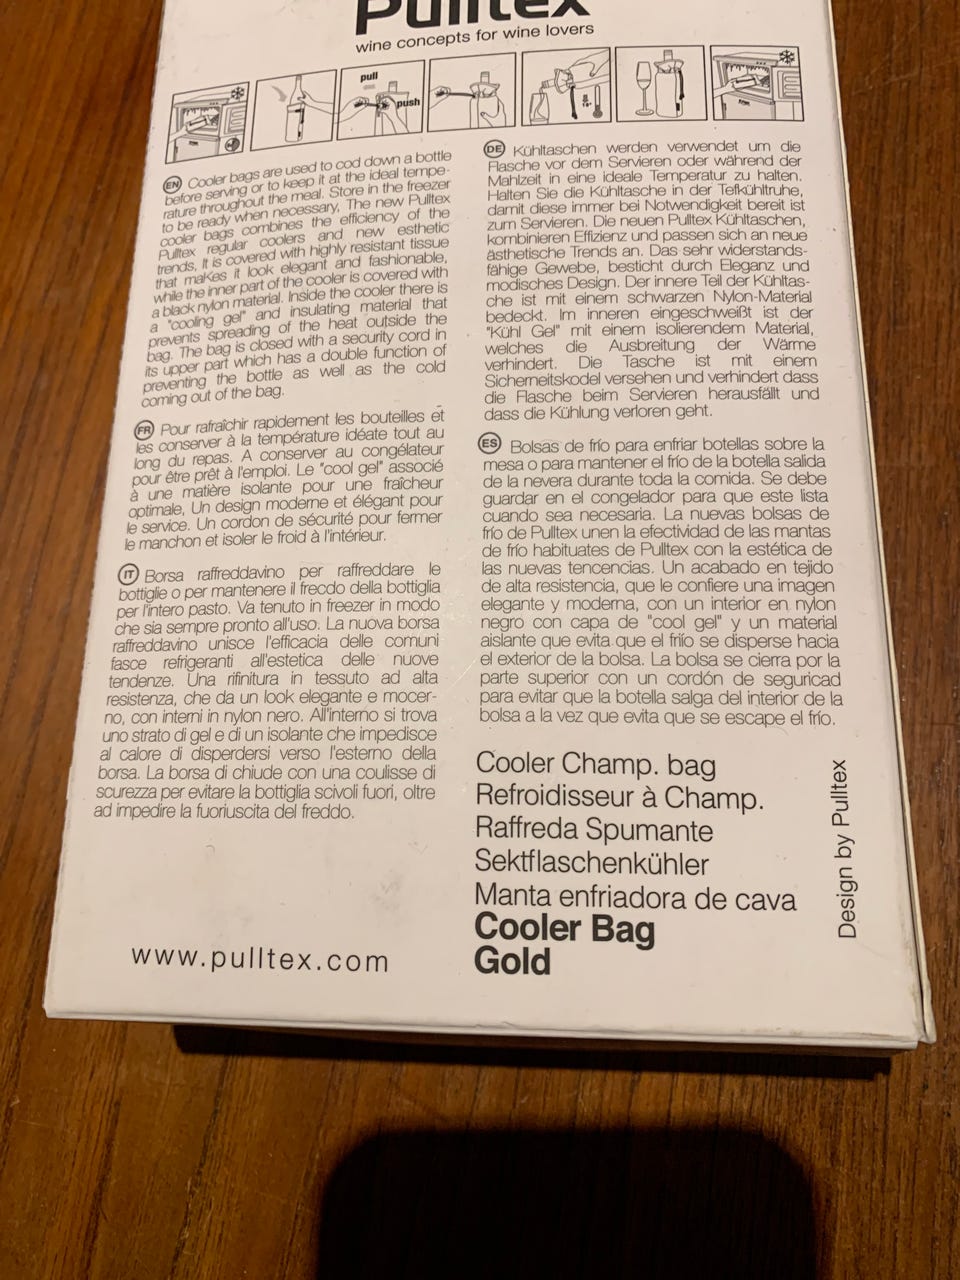 Pulltex
wine concepts for wine lovers
pull
push
EN Cooler bags are used to cod down a bottle
before serving or to keep it at the ideal tempe-
rature throughout the meal. Store in the freezer
to be ready when necessary, The new Pulltex
cooler bags combines the efficiency of the
Pulltex regular coolers and new esthetic
trends, It is covered with highly resistant tissue
that makes it look elegant and fashionable,
while the inner part of the cooler is covered with
a black nylon material. Inside the cooler there is
a "cooling gel" and insulating material that
prevents spreading of the heat outside the
bag. The bag is closed with a security cord in
its upper part which has a double function of
preventing the bottle as well as the cold
coming out of the bag.
FR Pour rafraîchir rapidement les bouteilles et
les conserver à la température idéate tout au
long du repas. A conserver au congélateur
pour être prêt à l'emploi. Le "cool gel" associé
à une matière isolante pour une fraîcheur
optimale, Un design moderne et élégant pour
le service. Un cordon de sécurité pour fermer
le manchon et isoler le froid à l'intérieur.
IT Borsa raffreddavino per raffreddare le
bottiglie o per mantenere il frecdo della bottiglia
per l'intero pasto. Va tenuto in freezer in modo
che sia sempre pronto all'uso. La nuova borsa
raffreddavino unisce l'efficacia delle comuni
fasce refrigeranti all'estetica delle nuove
tendenze. Una rifinitura in tessuto ad alta
resistenza, che da un look elegante e mocer-
no, con interni in nylon nero. All'interno si trova
uno strato di gel e di un isolante che impedisce
al calore di disperdersi verso l'esterno della
borsa. La borsa di chiude con una coulisse di
scurezza per evitare la bottiglia scivoli fuori, oltre
ad impedire la fuoriuscita del freddo.
www.pulltex.com
DE Kühltaschen werden verwendet um die
Flasche vor dem Servieren oder während der
Mahlzeit in eine ideale Temperatur zu halten.
Halten Sie die Kühltasche in der Tefkühltruhe,
damit diese immer bei Notwendigkeit bereit ist
zum Servieren. Die neuen Pulltex Kühltaschen,
kombinieren Effizienz und passen sich an neue
ästhetische Trends an. Das sehr widerstands-
fähige Gewebe, besticht durch Eleganz und
modisches Design. Der innere Teil der Kühltas-
che ist mit einem schwarzen Nylon-Material
bedeckt. Im inneren eingeschweißt ist der
"Kühl Gel" mit einem isolierendem Material,
welches die Ausbreitung der Wärme
verhindert. Die Tasche ist mit einem
Sicherneitskodel versehen und verhindert dass
die Flasche beim Servieren herausfällt und
dass die Kühlung verloren geht.
ES Bolsas de frío para enfriar botellas sobre la
mesa o para mantener el frío de la botella salida
de la nevera durante toda la comida. Se debe
guardar en el congelador para que este lista
cuando sea necesaria. La nuevas bolsas de
frío de Pulltex unen la efectividad de las mantas
de frío habituates de Pulltex con la estética de
las nuevas tencencias. Un acabado en tejido
de alta resistencia, que le confiere una imagen
elegante y moderna, con un interior en nylon
negro con capa de "cool gel" y un material
aislante que evita que el frlío se disperse hacia
el exterior de la bolsa. La bolsa se cierra por la
parte superior con un cordón de seguricad
para evitar que la botella salga del interior de la
bolsa a la vez que evita que se escape el frío.
Cooler Champ. bag
Refroidisseur à Champ.
Raffreda Spumante
Sektflaschenkühler
Manta enfriadora de cava
Cooler Bag
Gold
Design by Pulltex